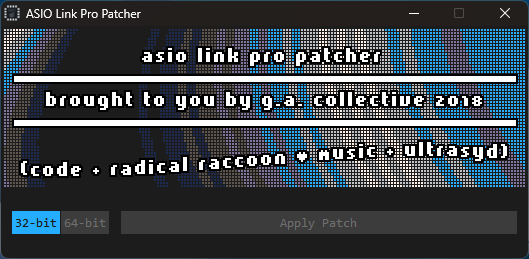 ASIO Link Pro Patcher
asio link pro patcher
brought to you by g.a. collective 2018
(code + radical raccoon ♥ music + ultrasyd)
32-bit 64-bit Apply Patch